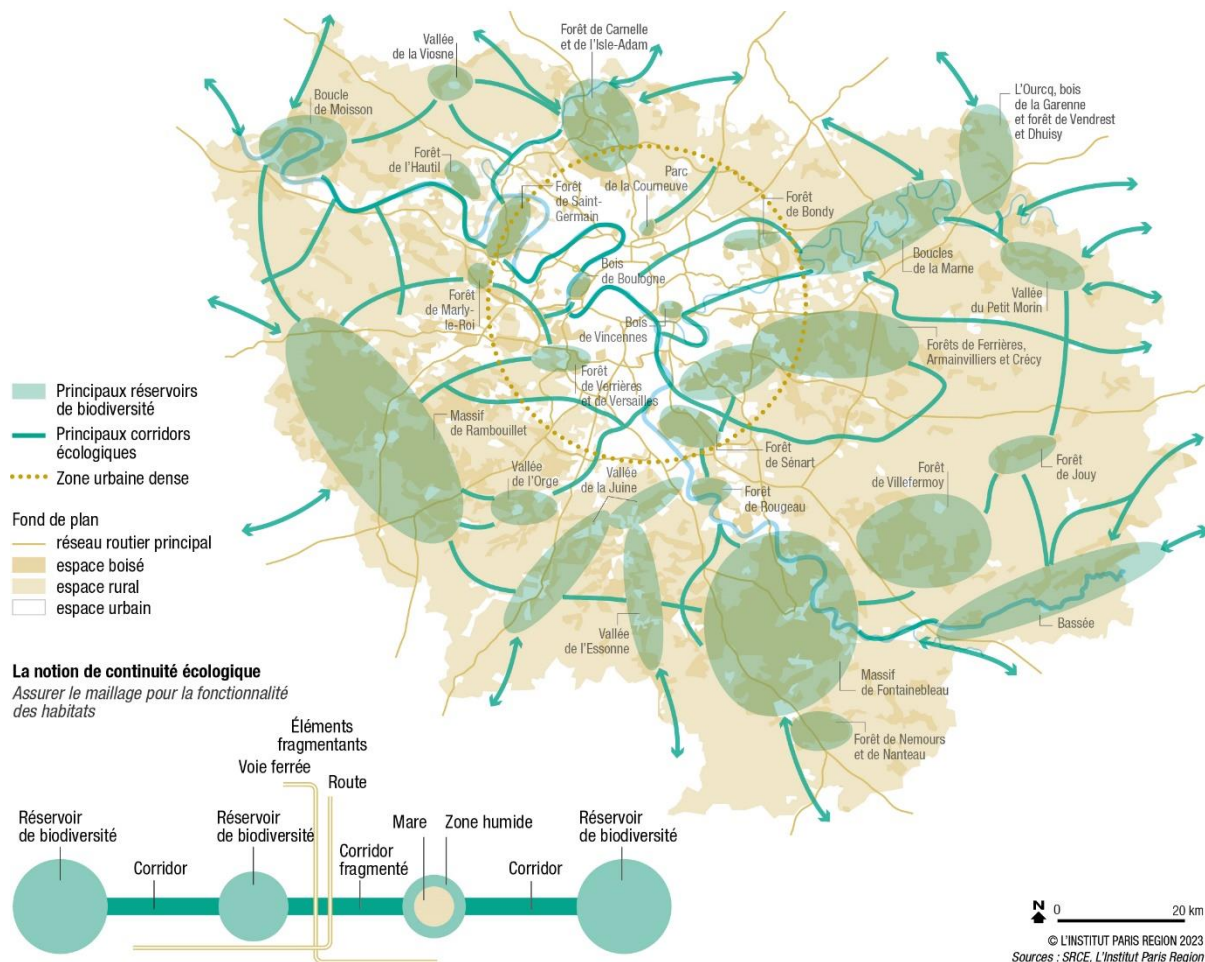 Vallée
de la Viosne
Forêt de Carnelle
et de l'Isle-Adam
Boucle
de Moisson
L'Ourcq, bois
de la Garenne
et forêt de Vendrest
et Dhuisy
Forêt
de l'Hautil
Forêt
de Saint-
Germain
Parc
de la Courneuve
Forêt
de Bondy
Bois
de Boulogne
Boucles
de la Marne
Vallée
du Petit Morin
Forêt
de Marly-
le-Roi
Bois
de Vincennes
Forêts de Ferrières,
Armainvilliers et Crécy
Forêt
de Verrières
et de Versailles
Massif
de Rambouillet
Forêt
de Sénart
Vallée
de l'Orge
Vallée
de la Juine
Forêt
de Rougeau
Forêt
de Villefermoy
Forêt
de Jouy
Vallée
de l'Essonne
Bassée
Massif
de Fontainebleau
Forêt de Nemours
et de Nanteau
Principaux réservoirs
de biodiversité
Principaux corridors
écologiques
Zone urbaine dense
Fond de plan
réseau routier principal
espace boisé
espace rural
espace urbain
La notion de continuité écologique
Assurer le maillage pour la fonctionnalité
des habitats
Éléments
fragmentants
Voie ferrée
Route
Réservoir
de biodiversité
Corridor
Réservoir
de biodiversité
Corridor
fragmenté
Mare
Zone humide
Corridor
Réservoir
de biodiversité
N
0
20 km
© L'INSTITUT PARIS REGION 2023
Sources : SRCE, L'Institut Paris Region